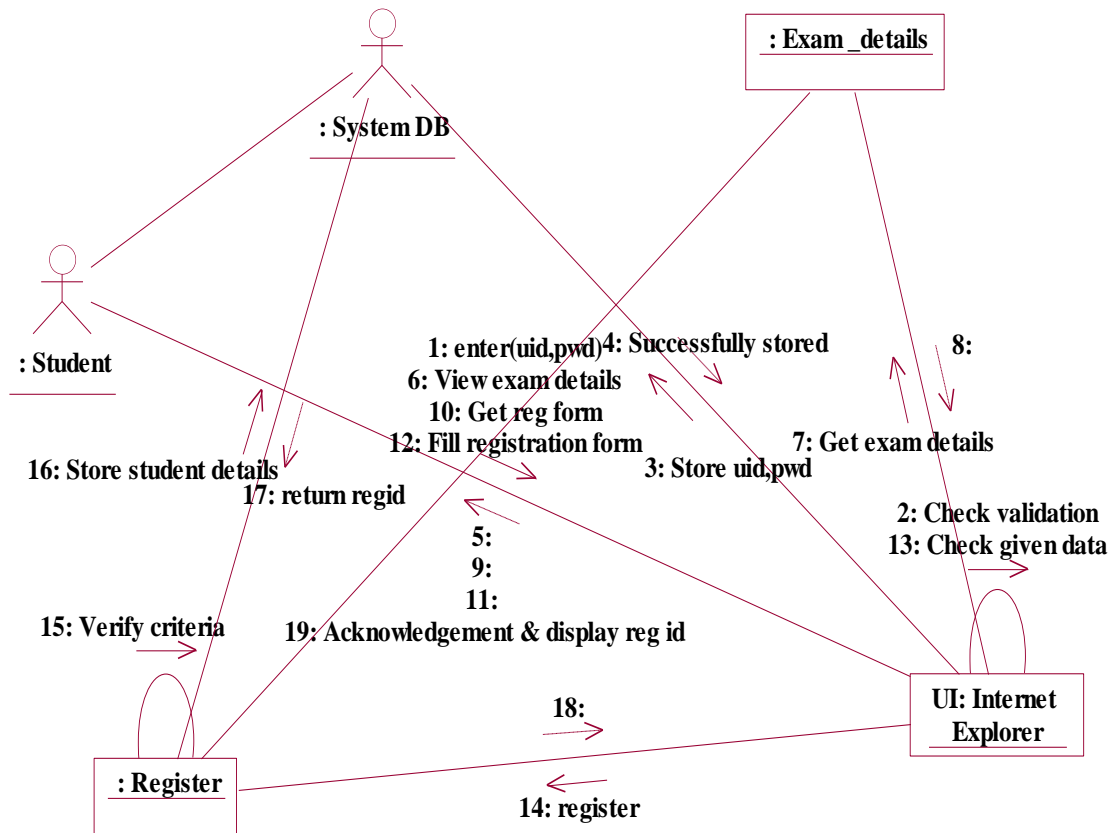 : Exam_details
: System DB
: Student
1: enter(uid,pwd)
4: Successfully stored
8:
6: View exam details
10: Get reg form
12: Fill registration form
7: Get exam details
3: Store uid,pwd
16: Store student details
17: return regid
2: Check validation
13: Check given data
5:
9:
11:
19: Acknowledgement & display reg id
15: Verify criteria
UI: Internet
Explorer
18:
: Register
14: register